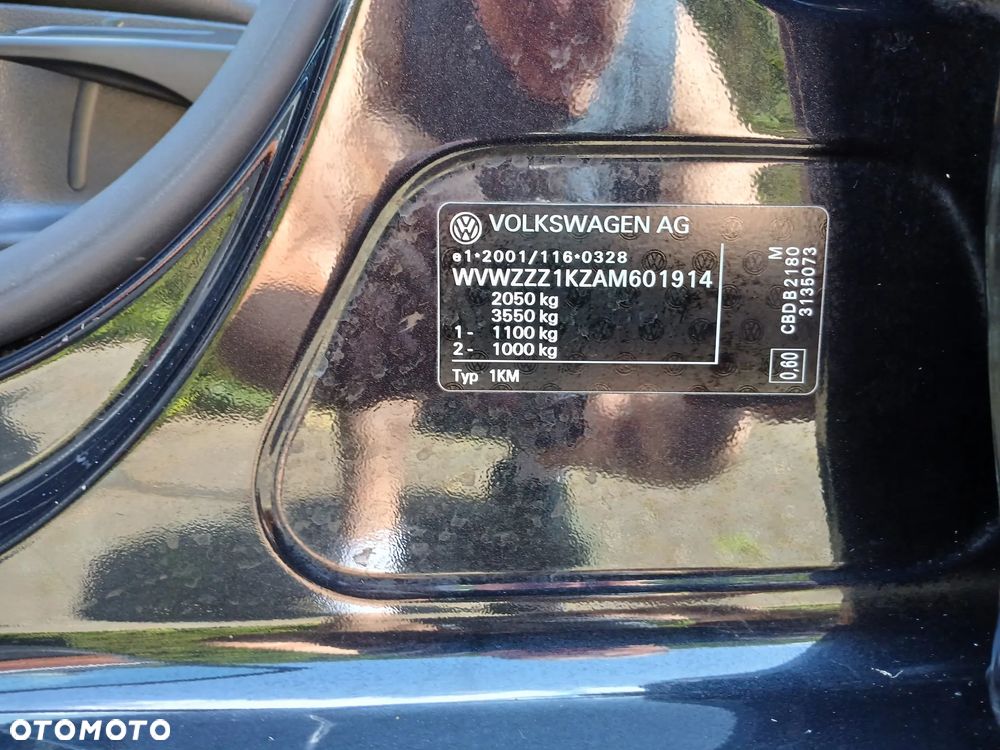 VOLKSWAGEN AG
e1*2001/116*0328
WVWZZZ1KZAM601914
2050 kg
3550 kg
1- 1100 kg
2- 1000 kg
Typ 1KM
M
CBDB2180
3135073
0,60
OTOMOTO